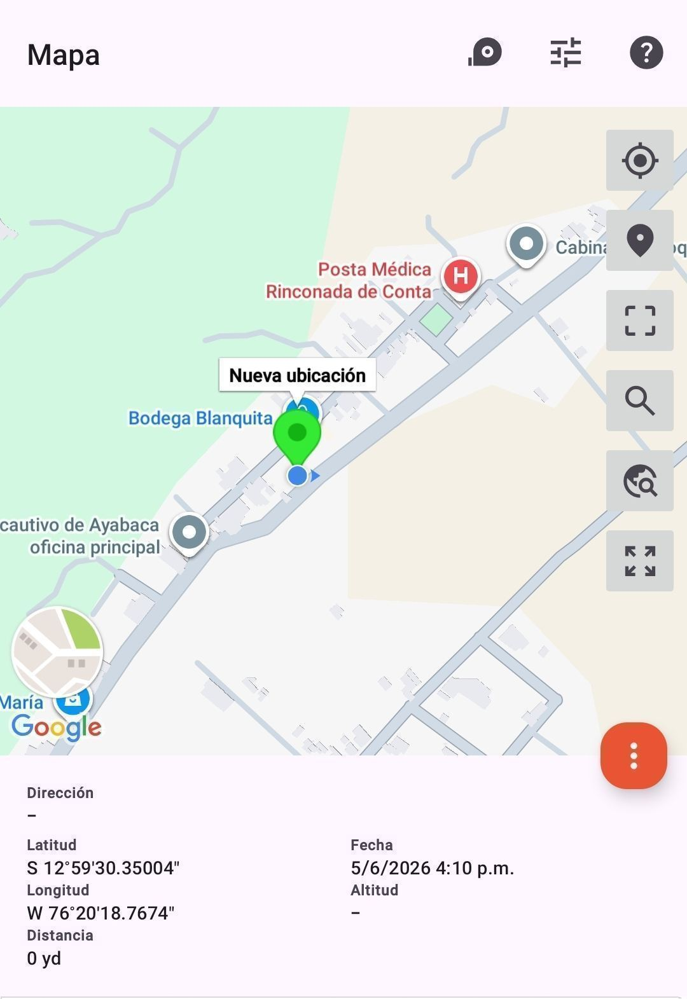 Mapa
Cabina
Posta Médica
Rinconada de Conta
H
Nueva ubicación
Bodega Blanquita
cautivo de Ayabaca
oficina principal
María
Google
Dirección
–
Latitud
S 12°59'30.35004"
Fecha
5/6/2026 4:10 p.m.
Longitud
W 76°20'18.7674"
Altitud
–
Distancia
0 yd